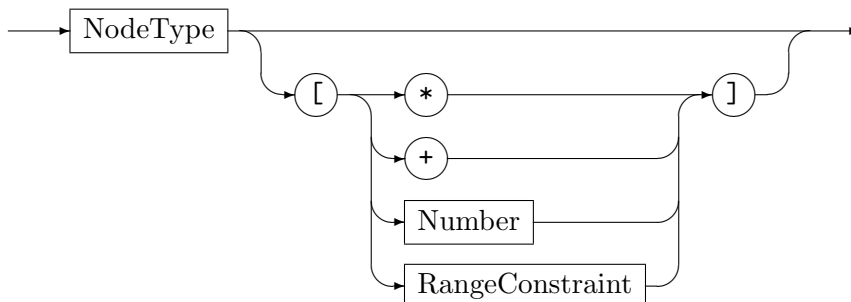 NodeType
[ * ]
+
Number
RangeConstraint